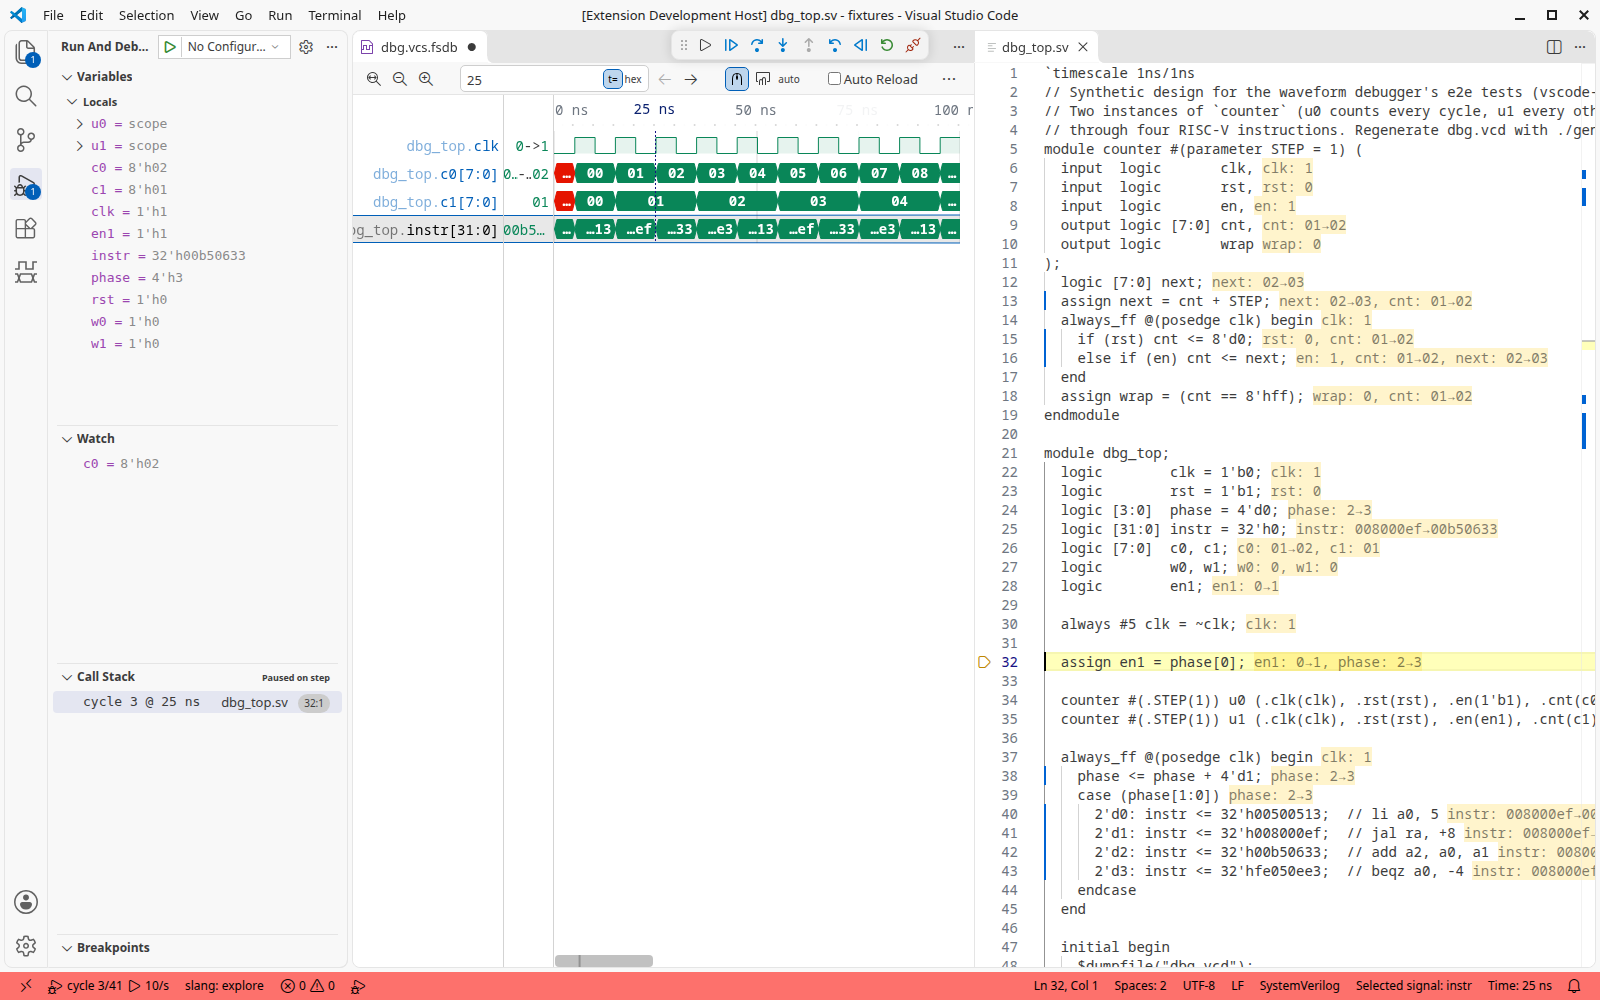 File Edit Selection View Go Run Terminal Help [Extension Development Host] dbg_top.sv - fixtures - Visual Studio Code
1
1
Run And Deb... No Configur...
Variables
Locals
u0 = scope
u1 = scope
c0 = 8'h02
c1 = 8'h01
clk = 1'h1
en1 = 1'h1
instr = 32'h00b50633
phase = 4'h3
rst = 1'h0
w0 = 1'h0
w1 = 1'h0
Watch
c0 = 8'h02
Call Stack Paused on step
cycle 3 @ 25 ns dbg_top.sv 32:1
Breakpoints
dbg.vcs.fsdb
25 t= hex auto Auto Reload
0 ns 25 ns 50 ns 75 ns 100 n
dbg_top.clk 0->1
dbg_top.c0[7:0] 0...-...02 ... 00 01 02 03 04 05 06 07 08 ...
dbg_top.c1[7:0] 01 ... 00 01 02 03 04 ...
g_top.instr[31:0] 00b5... ... ...13 ...ef ...33 ...e3 ...13 ...ef ...33 ...e3 ...13 ...
dbg_top.sv
1 `timescale 1ns/1ns
2 // Synthetic design for the waveform debugger's e2e tests (vscode-
3 // Two instances of `counter` (u0 counts every cycle, u1 every oth
4 // through four RISC-V instructions. Regenerate dbg.vcd with ./gen
5 module counter #(parameter STEP = 1) (
6 input logic clk, clk: 1
7 input logic rst, rst: 0
8 input logic en, en: 1
9 output logic [7:0] cnt, cnt: 01→02
10 output logic wrap wrap: 0
11 );
12 logic [7:0] next; next: 02→03
13 assign next = cnt + STEP; next: 02→03, cnt: 01→02
14 always_ff @(posedge clk) begin clk: 1
15 if (rst) cnt <= 8'd0; rst: 0, cnt: 01→02
16 else if (en) cnt <= next; en: 1, cnt: 01→02, next: 02→03
17 end
18 assign wrap = (cnt == 8'hff); wrap: 0, cnt: 01→02
19 endmodule
20
21 module dbg_top;
22 logic clk = 1'b0; clk: 1
23 logic rst = 1'b1; rst: 0
24 logic [3:0] phase = 4'd0; phase: 2→3
25 logic [31:0] instr = 32'h0; instr: 008000ef→00b50633
26 logic [7:0] c0, c1; c0: 01→02, c1: 01
27 logic w0, w1; w0: 0, w1: 0
28 logic en1; en1: 0→1
29
30 always #5 clk = ~clk; clk: 1
31
32 assign en1 = phase[0]; en1: 0→1, phase: 2→3
33
34 counter #(.STEP(1)) u0 (.clk(clk), .rst(rst), .en(1'b1), .cnt(c0
35 counter #(.STEP(1)) u1 (.clk(clk), .rst(rst), .en(en1), .cnt(c1)
36
37 always_ff @(posedge clk) begin clk: 1
38 phase <= phase + 4'd1; phase: 2→3
39 case (phase[1:0]) phase: 2→3
40 2'd0: instr <= 32'h00500513; // li a0, 5 instr: 008000ef→00
41 2'd1: instr <= 32'h008000ef; // jal ra, +8 instr: 008000ef→
42 2'd2: instr <= 32'h00b50633; // add a2, a0, a1 instr: 00800
43 2'd3: instr <= 32'hfe050ee3; // beqz a0, -4 instr: 008000ef
44 endcase
45 end
46
47 initial begin
48 $dumpfile("dbg.vcd");
cycle 3/41 10/s slang: explore 0 0 Ln 32, Col 1 Spaces: 2 UTF-8 LF SystemVerilog Selected signal: instr Time: 25 ns